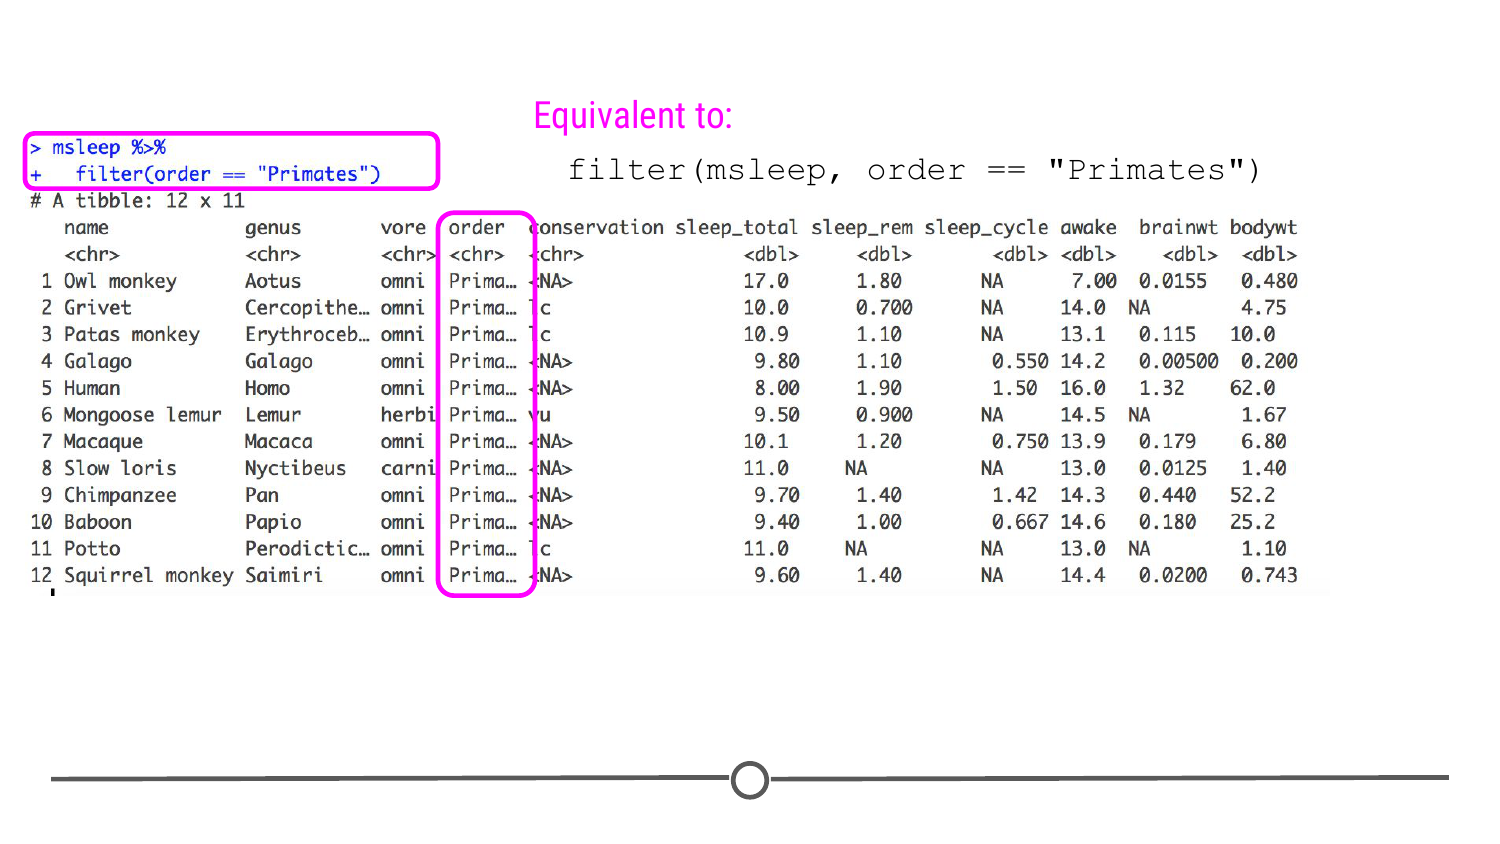 Equivalent to:
filter(msleep, order == "Primates")
> msleep %>%
+   filter(order == "Primates")
# A tibble: 12 x 11
name genus vore order conservation sleep_total sleep_rem sleep_cycle awake brainwt bodywt
<chr> <chr> <chr> <chr> <chr> <dbl> <dbl> <dbl> <dbl> <dbl> <dbl>
1 Owl monkey Aotus omni Prima… <NA> 17.0 1.80 NA 7.00 0.0155 0.480
2 Grivet Cercopithe… omni Prima… lc 10.0 0.700 NA 14.0 NA 4.75
3 Patas monkey Erythroceb… omni Prima… lc 10.9 1.10 NA 13.1 0.115 10.0
4 Galago Galago omni Prima… <NA> 9.80 1.10 0.550 14.2 0.00500 0.200
5 Human Homo omni Prima… <NA> 8.00 1.90 1.50 16.0 1.32 62.0
6 Mongoose lemur Lemur herbi Prima… vu 9.50 0.900 NA 14.5 NA 1.67
7 Macaque Macaca omni Prima… <NA> 10.1 1.20 0.750 13.9 0.179 6.80
8 Slow loris Nyctibeus carni Prima… <NA> 11.0 NA NA 13.0 0.0125 1.40
9 Chimpanzee Pan omni Prima… <NA> 9.70 1.40 1.42 14.3 0.440 52.2
10 Baboon Papio omni Prima… <NA> 9.40 1.00 0.667 14.6 0.180 25.2
11 Potto Perodictic… omni Prima… lc 11.0 NA NA 13.0 NA 1.10
12 Squirrel monkey Saimiri omni Prima… <NA> 9.60 1.40 NA 14.4 0.0200 0.743